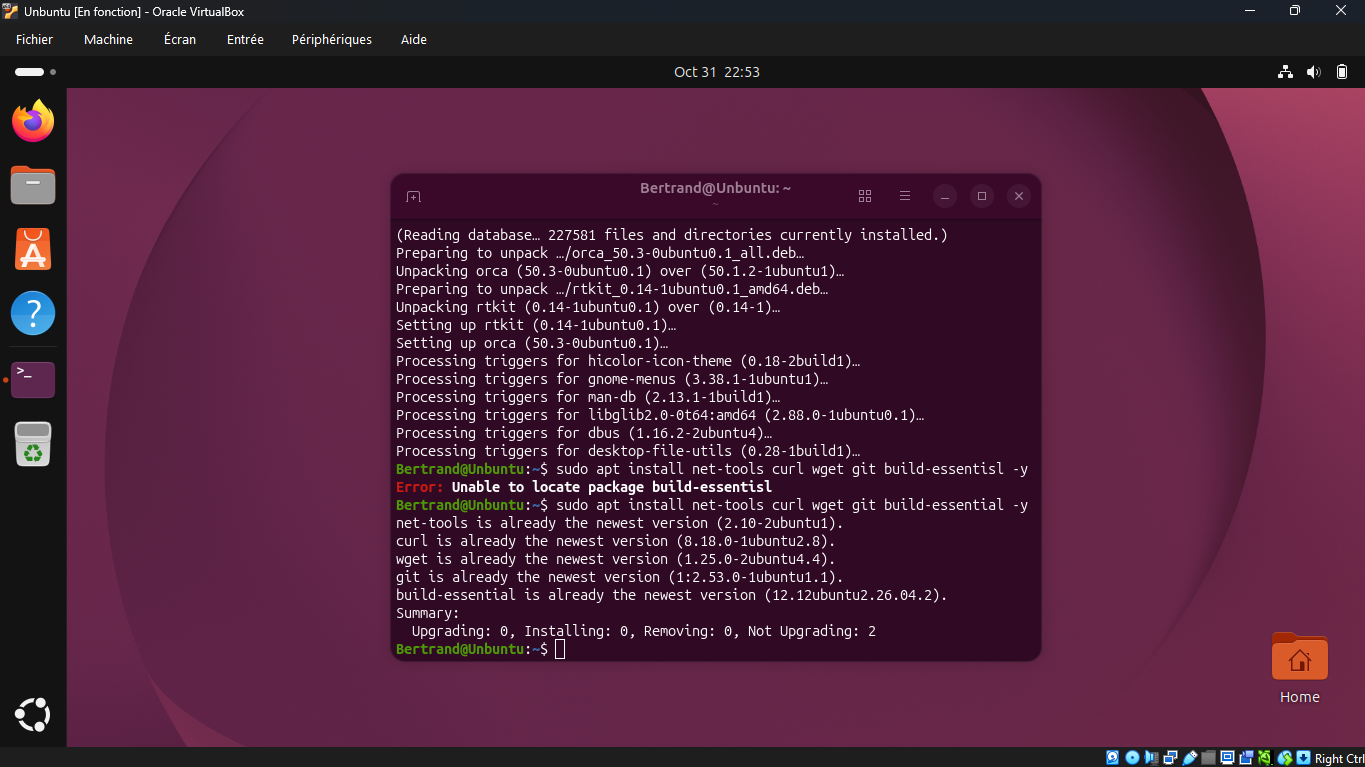 Unbuntu [En fonction] - Oracle VirtualBox
Fichier Machine Écran Entrée Périphériques Aide
Oct 31 22:53
Bertrand@Unbuntu: ~
~
(Reading database… 227581 files and directories currently installed.)
Preparing to unpack …/orca_50.3-0ubuntu0.1_all.deb…
Unpacking orca (50.3-0ubuntu0.1) over (50.1.2-1ubuntu1)…
Preparing to unpack …/rtkit_0.14-1ubuntu0.1_amd64.deb…
Unpacking rtkit (0.14-1ubuntu0.1) over (0.14-1)…
Setting up rtkit (0.14-1ubuntu0.1)…
Setting up orca (50.3-0ubuntu0.1)…
Processing triggers for hicolor-icon-theme (0.18-2build1)…
Processing triggers for gnome-menus (3.38.1-1ubuntu1)…
Processing triggers for man-db (2.13.1-1build1)…
Processing triggers for libglib2.0-0t64:amd64 (2.88.0-1ubuntu0.1)…
Processing triggers for dbus (1.16.2-2ubuntu4)…
Processing triggers for desktop-file-utils (0.28-1build1)…
Bertrand@Unbuntu:~$ sudo apt install net-tools curl wget git build-essentisl -y
Error: Unable to locate package build-essentisl
Bertrand@Unbuntu:~$ sudo apt install net-tools curl wget git build-essential -y
net-tools is already the newest version (2.10-2ubuntu1).
curl is already the newest version (8.18.0-1ubuntu2.8).
wget is already the newest version (1.25.0-2ubuntu4.4).
git is already the newest version (1:2.53.0-1ubuntu1.1).
build-essential is already the newest version (12.12ubuntu2.26.04.2).
Summary:
  Upgrading: 0, Installing: 0, Removing: 0, Not Upgrading: 2
Bertrand@Unbuntu:~$
Home
Right Ctrl